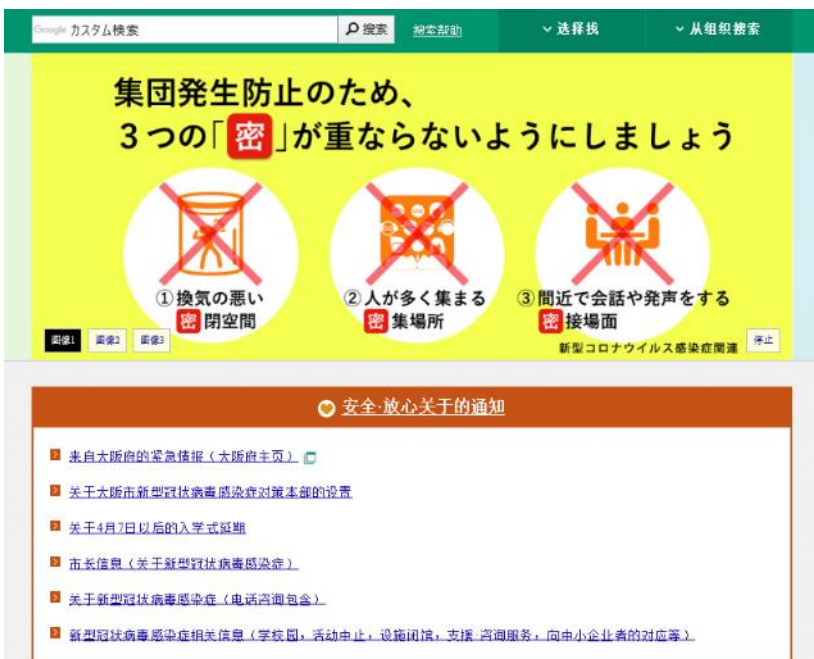 Google カスタム検索
搜索
搜索帮助
选择我
从组织搜索
集団発生防止のため、
３つの「密」が重ならないようにしましょう
①換気の悪い
密閉空間
②人が多く集まる
密集場所
③間近で会話や発声をする
密接場面
画像1
画像2
画像3
新型コロナウイルス感染症関連
停止
安全·放心关于的通知
来自大阪府的紧急情报（大阪府主页）
关于大阪市新型冠状病毒感染症对策本部的设置
关于4月7日以后的入学式延期
市长信息（关于新型冠状病毒感染症）
关于新型冠状病毒感染症（电话咨询包含）
新型冠状病毒感染症相关信息（学校园，活动中止，设施闭馆，支援·咨询服务，向中小企业者的对应等）